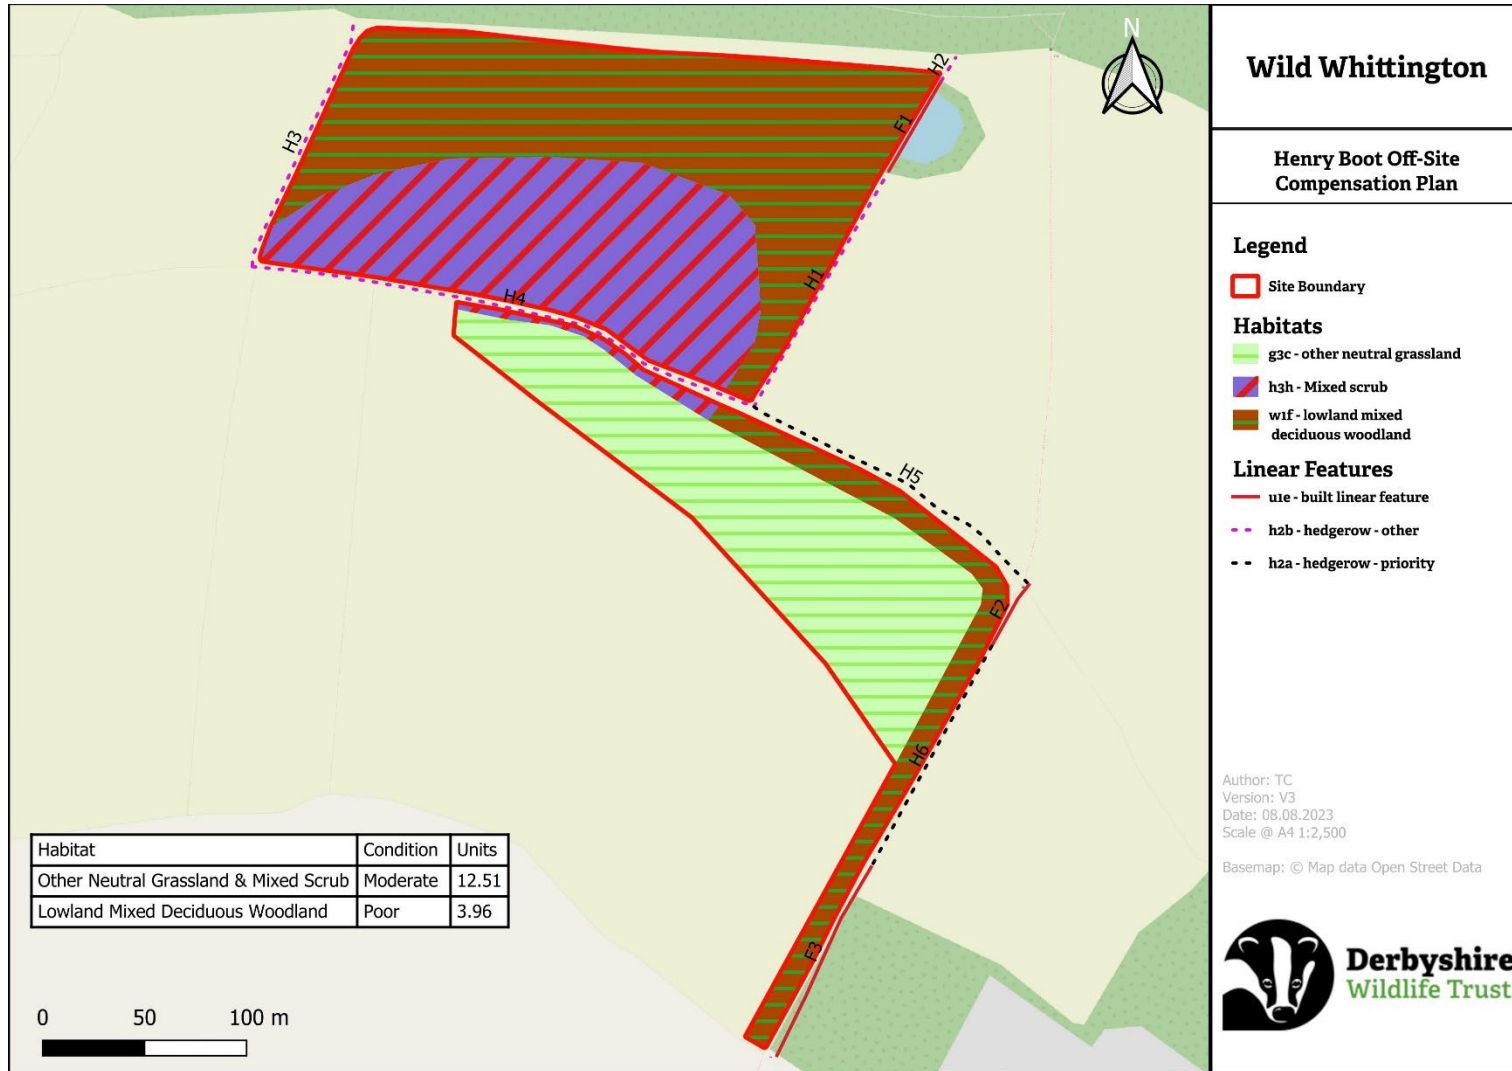 Wild Whittington
Henry Boot Off-Site
Compensation Plan
Legend
Site Boundary
Habitats
g3c - other neutral grassland
h3h - Mixed scrub
w1f - lowland mixed
deciduous woodland
Linear Features
u1e - built linear feature
h2b - hedgerow - other
h2a - hedgerow - priority
Author: TC
Version: V3
Date: 08.08.2023
Scale @ A4 1:2,500
Basemap: © Map data Open Street Data
Derbyshire
Wildlife Trust
N
H2
F1
H3
H1
H4
H5
F2
H6
F3
Habitat Condition Units
Other Neutral Grassland & Mixed Scrub Moderate 12.51
Lowland Mixed Deciduous Woodland Poor 3.96
0 50 100 m